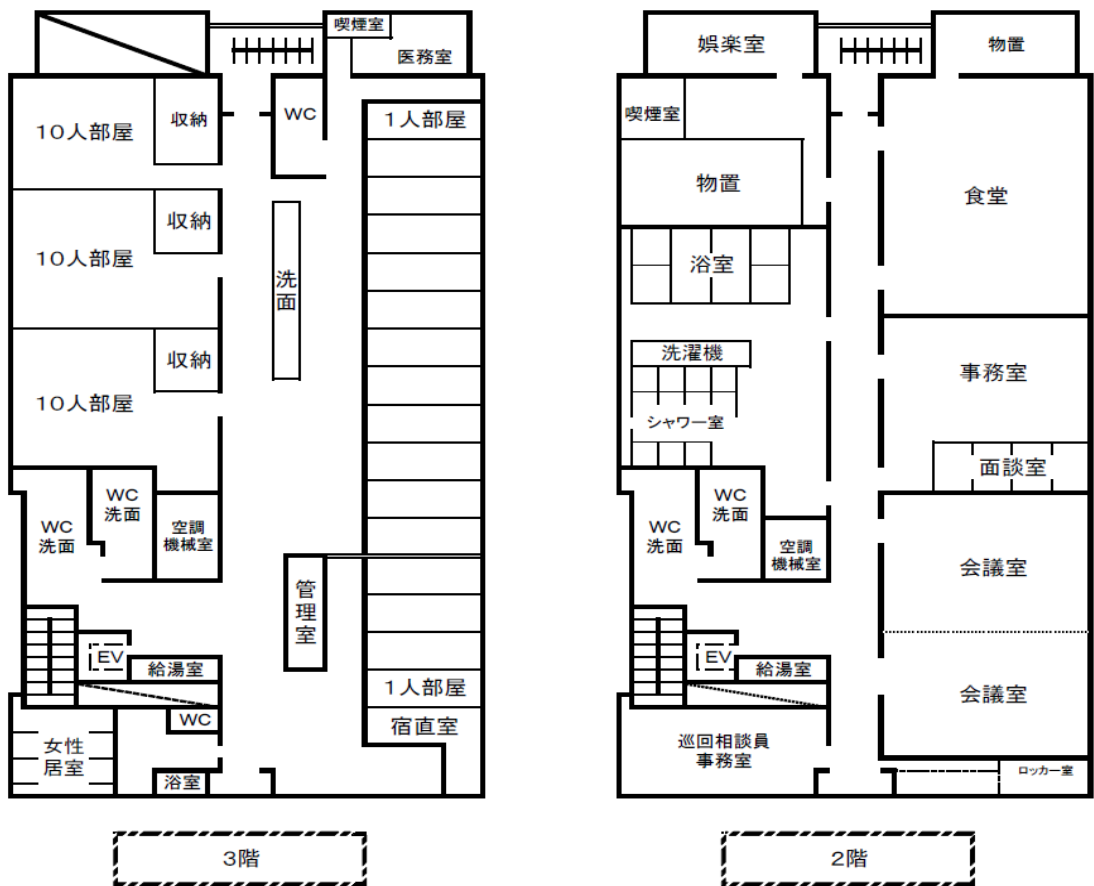 喫煙室
医務室
10人部屋
収納
WC
1人部屋
収納
10人部屋
洗面
収納
10人部屋
WC
洗面
WC
洗面
空調
機械室
管理室
EV
給湯室
1人部屋
WC
宿直室
女性
居室
浴室
3階
娯楽室
物置
喫煙室
物置
食堂
浴室
洗濯機
事務室
シャワー室
面談室
WC
洗面
WC
洗面
空調
機械室
会議室
EV
給湯室
会議室
巡回相談員
事務室
ロッカー室
2階